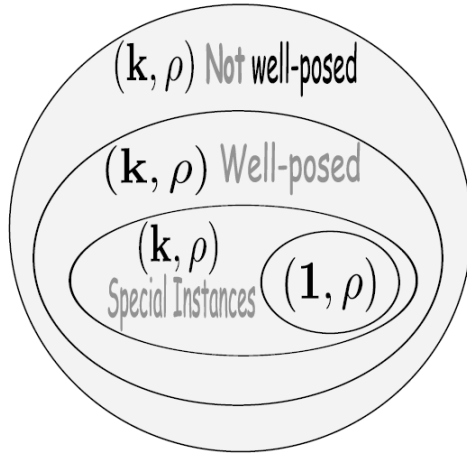 (k, ρ) Not well-posed
(k, ρ) Well-posed
(k, ρ)
Special Instances
(1, ρ)